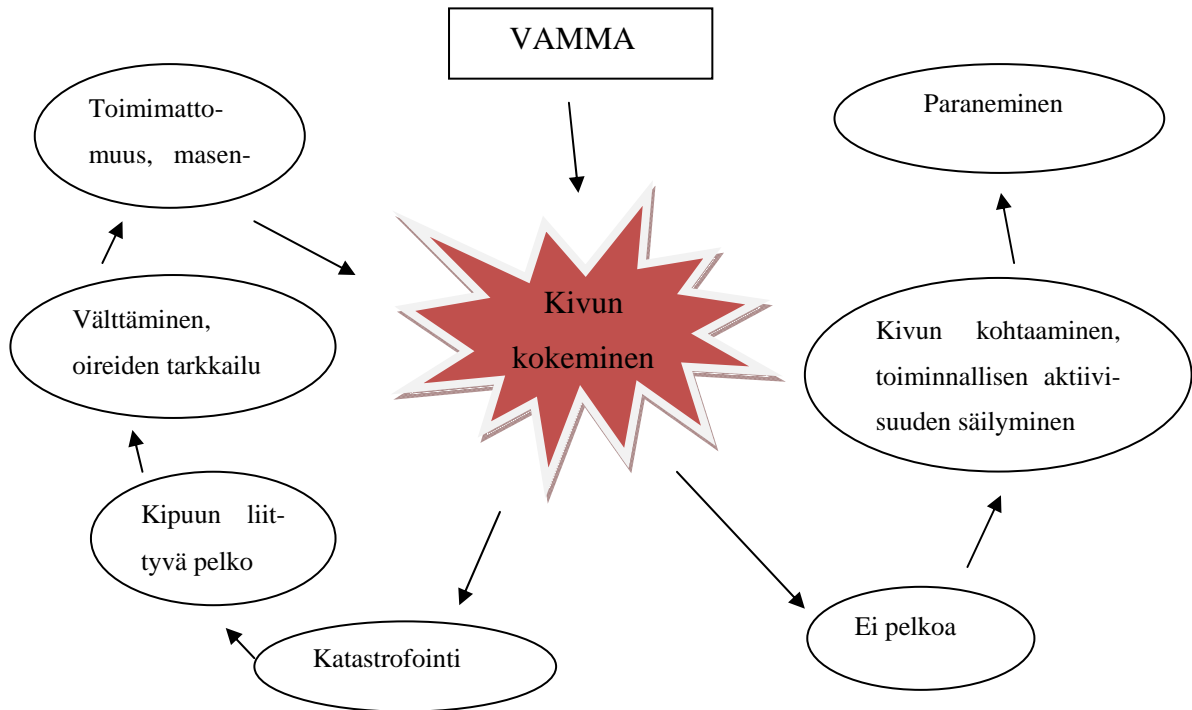 VAMMA
Toimimatto-
muus, masen-
Paraneminen
Kivun
kokeminen
Välttäminen,
oireiden tarkkailu
Kivun kohtaaminen,
toiminnallisen aktiivi-
suuden säilyminen
Kipuun liit-
tyvä pelko
Ei pelkoa
Katastrofointi